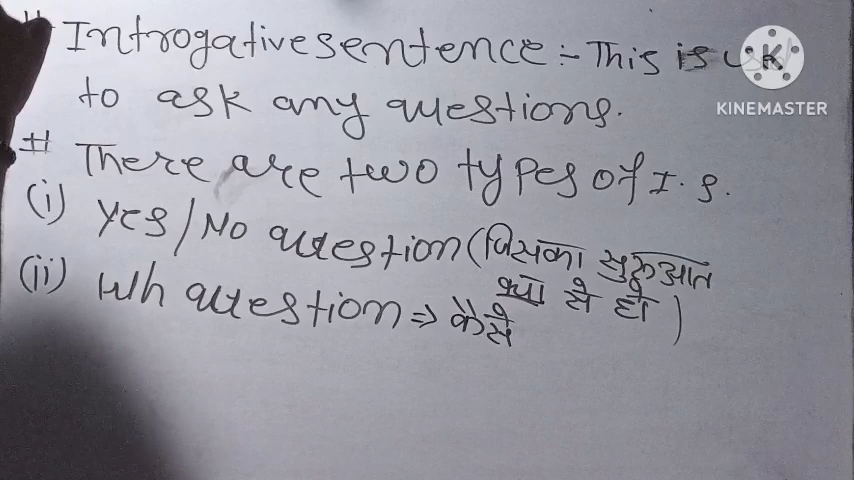 # Introgative sentence :- This is
to ask any questions.
# There are two types of I.S.
(i) Yes/No question (जिसका सुरुआत
क्या से हो)
(ii) Wh question ⇒ कैसे
K
KINEMASTER